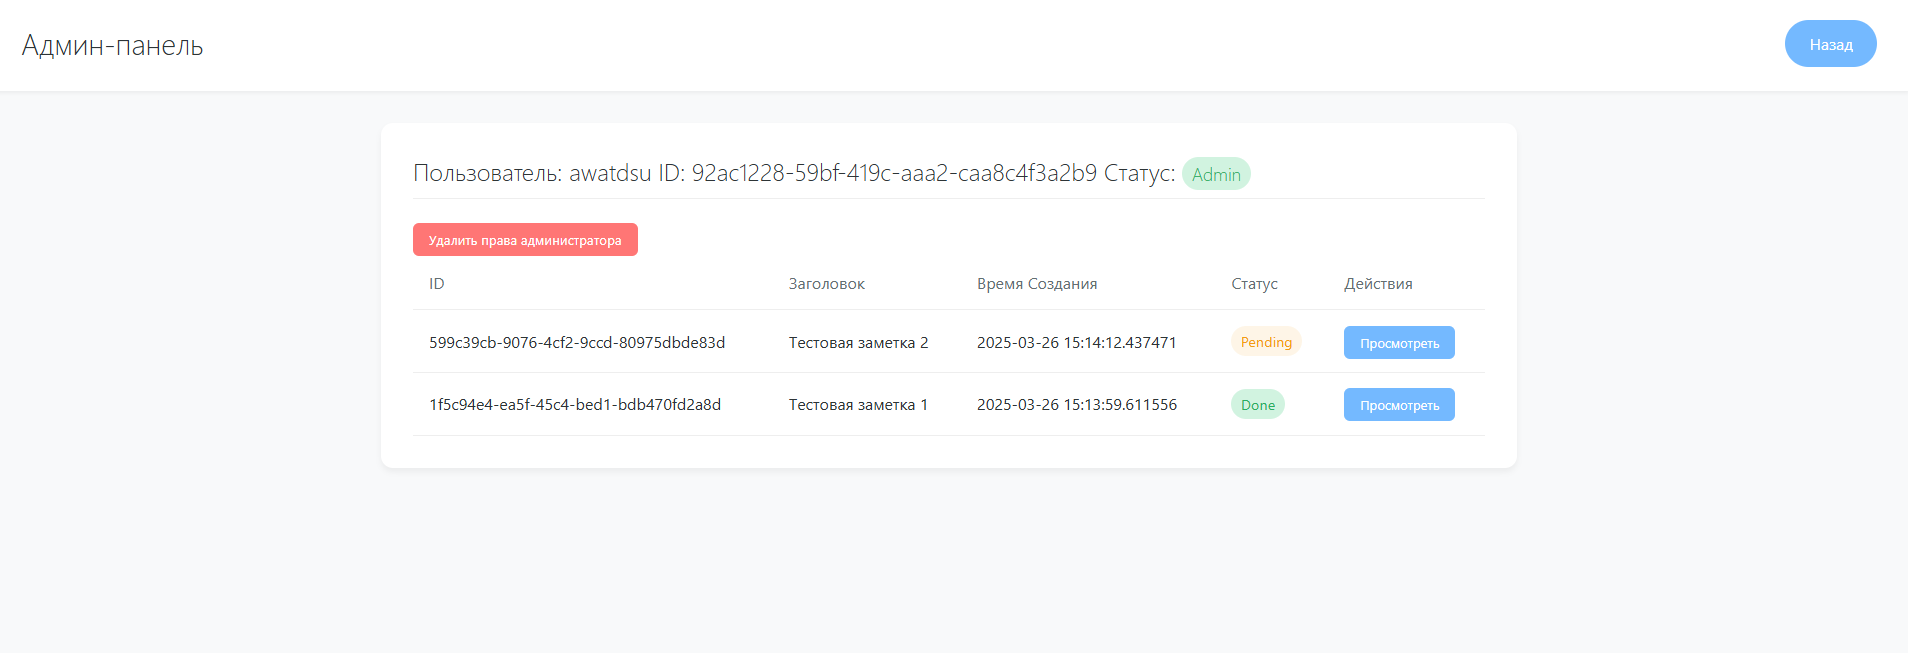 Админ-панель
Назад
Пользователь: awatdsu ID: 92ac1228-59bf-419c-aaa2-caa8c4f3a2b9 Статус: Admin
Удалить права администратора
ID Заголовок Время Создания Статус Действия
599c39cb-9076-4cf2-9ccd-80975dbde83d Тестовая заметка 2 2025-03-26 15:14:12.437471 Pending Просмотреть
1f5c94e4-ea5f-45c4-bed1-bdb470fd2a8d Тестовая заметка 1 2025-03-26 15:13:59.611556 Done Просмотреть